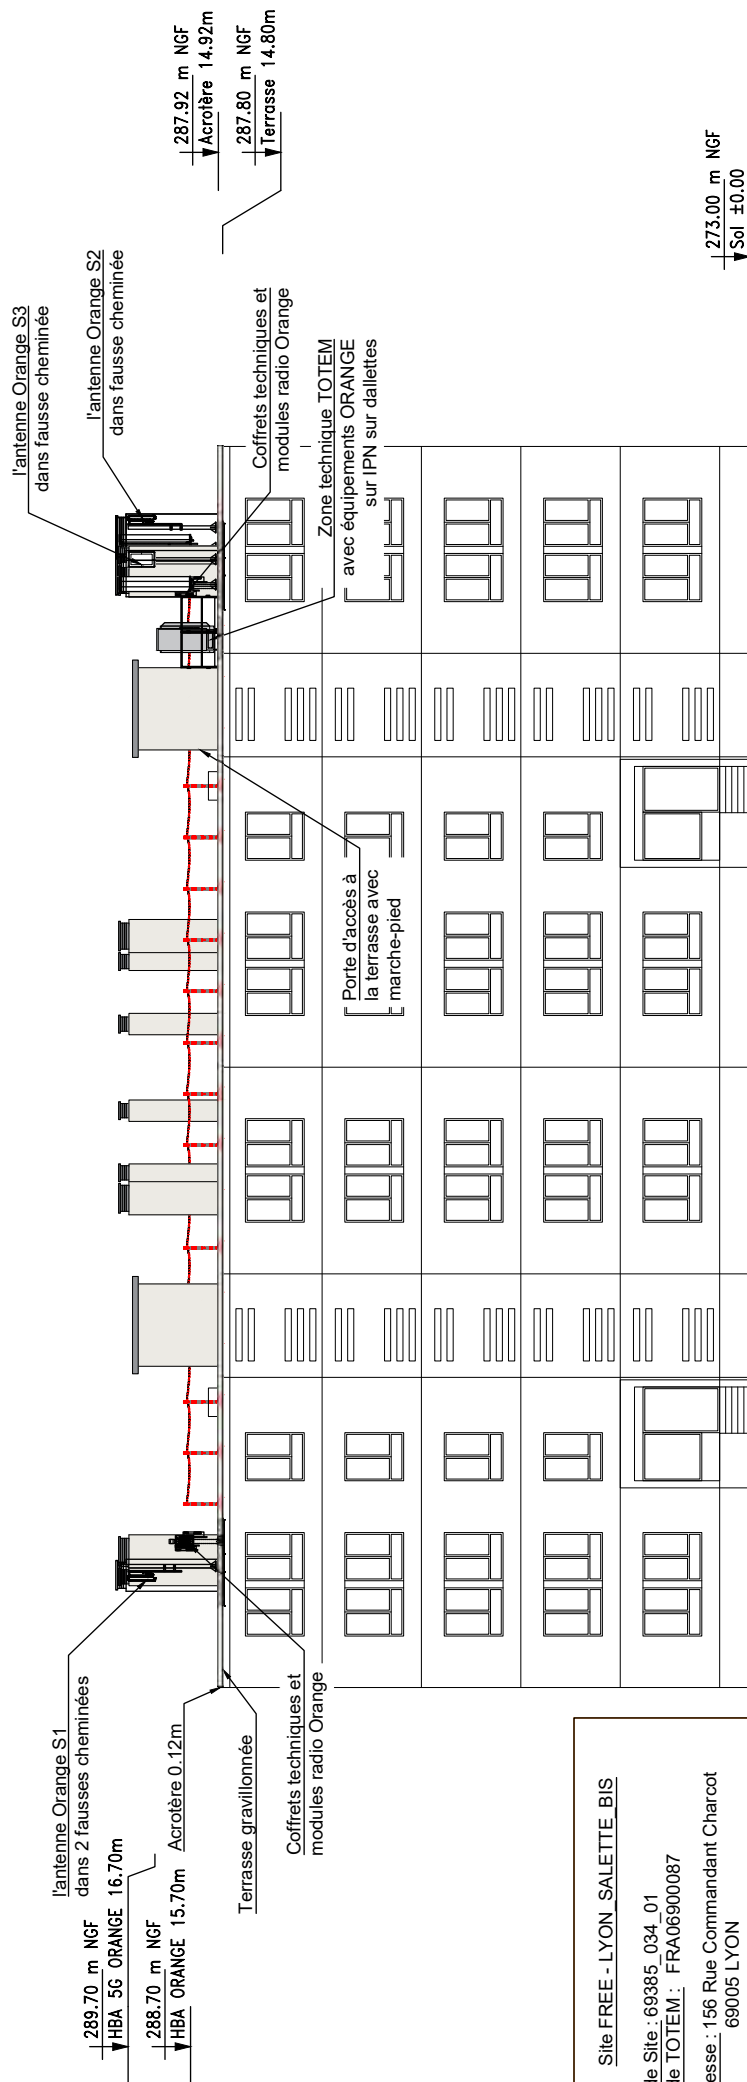 289.70 m NGF
HBA 5G ORANGE 16.70m
288.70 m NGF
HBA ORANGE 15.70m
l'antenne Orange S1
dans 2 fausses cheminées
Acrotère 0.12m
Terrasse gravillonnée
Coffrets techniques et
modules radio Orange
Porte d'accès à
la terrasse avec
marche-pied
l'antenne Orange S3
dans fausse cheminée
l'antenne Orange S2
dans fausse cheminée
Coffrets techniques et
modules radio Orange
Zone technique TOTEM
avec équipements ORANGE
sur IPN sur dallettes
287.92 m NGF
Acrotère 14.92m
287.80 m NGF
Terrasse 14.80m
273.00 m NGF
Sol ±0.00
Site FREE - LYON_SALETTE_BIS
de Site : 69385_034_01
de TOTEM : FRA06900087
esse : 156 Rue Commandant Charcot
69005 LYON